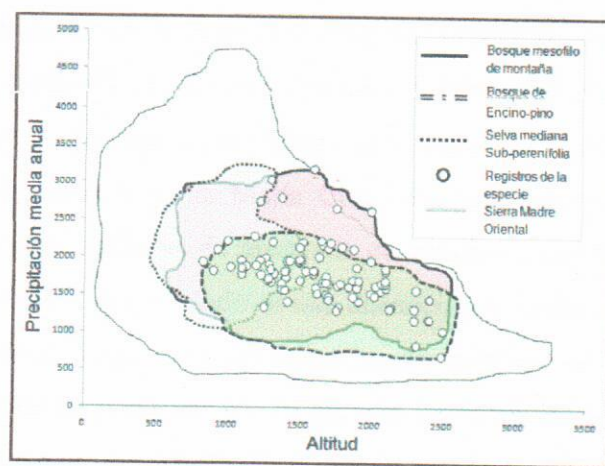 5000
4500
4000
3500
3000
2500
2000
1500
1000
500
0
Precipitación media anual
0
500
1000
1500
2000
2500
3000
3500
Altitud
Bosque mesofilo
de montaña
Bosque de
Encino-pino
Selva mediana
Sub-perenifolia
Registros de la
especie
Sierra Madre
Oriental